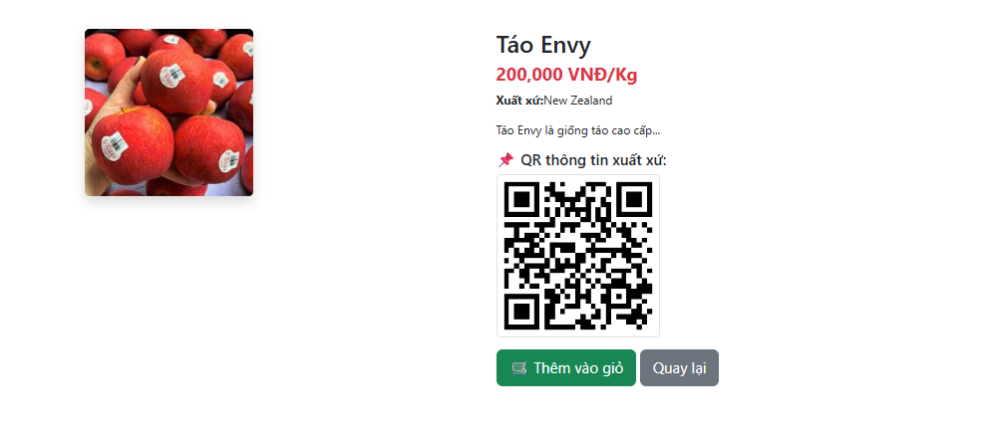 Táo Envy
200,000 VNĐ/Kg
Xuất xứ:New Zealand
Táo Envy là giống táo cao cấp...
📌 QR thông tin xuất xứ:
🛒 Thêm vào giỏ
Quay lại